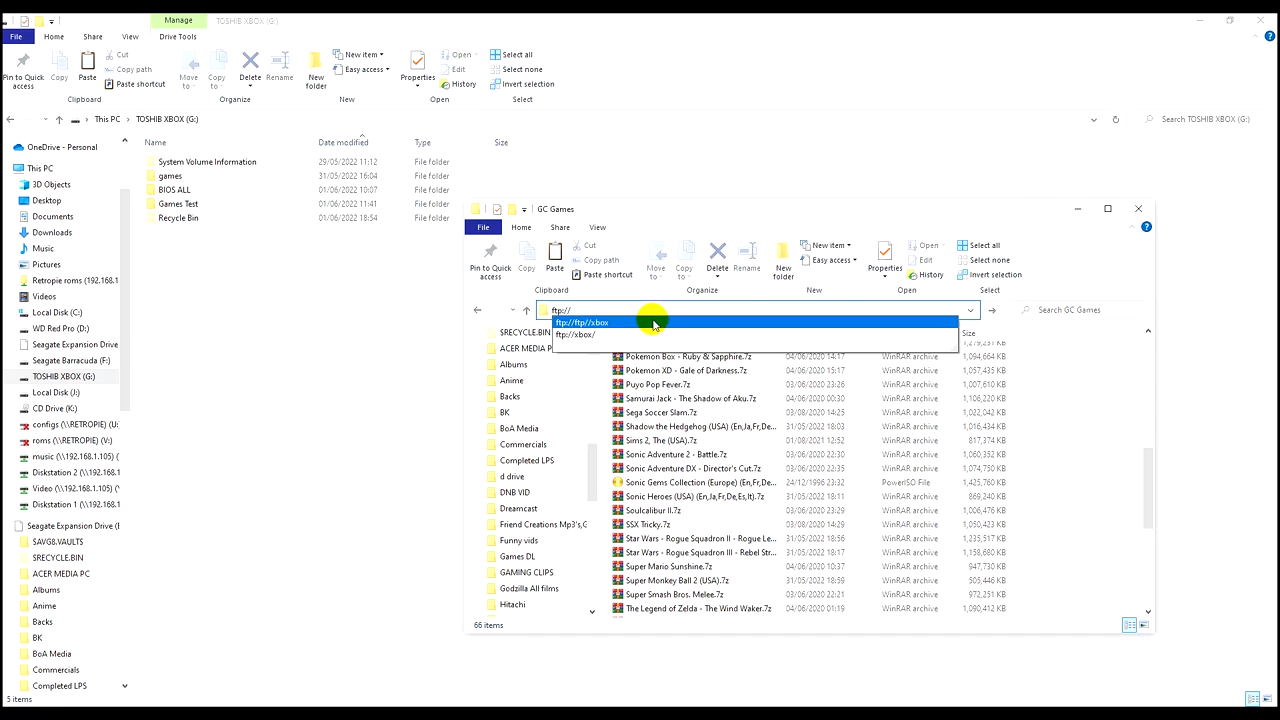 Manage
TOSHIB XBOX (G:)
File
Home
Share
View
Drive Tools
Pin to Quick access
Copy
Paste
Cut
Copy path
Paste shortcut
Move to
Copy to
Delete
Rename
New folder
New item
Easy access
Properties
Open
Edit
History
Select all
Select none
Invert selection
Clipboard
Organize
New
Open
Select
This PC
TOSHIB XBOX (G:)
Search TOSHIB XBOX (G:)
OneDrive - Personal
This PC
3D Objects
Desktop
Documents
Downloads
Music
Pictures
Retropie roms (192.168.1
Videos
Local Disk (C:)
WD Red Pro (D:)
Seagate Expansion Drive
Seagate Barracuda (F:)
TOSHIB XBOX (G:)
Local Disk (J:)
CD Drive (K:)
configs (\\RETROPIE) (U:
roms (\\RETROPIE) (V:)
music (\\192.168.1.105) (
Diskstation 2 (\\192.168.1
Video (\\192.168.1.105) (
Diskstation 1 (\\192.168.1
Seagate Expansion Drive (I
SAVG8.VAULTS
SRECYCLE.BIN
ACER MEDIA PC
Albums
Anime
Backs
BK
BoA Media
Commercials
Completed LPS
5 items
Name
Date modified
Type
Size
System Volume Information 29/05/2022 11:12 File folder
games 31/05/2022 16:04 File folder
BIOS ALL 01/06/2022 10:07 File folder
Games Test 01/06/2022 11:41 File folder
Recycle Bin 01/06/2022 18:54 File folder
GC Games
File
Home
Share
View
Pin to Quick access
Copy
Paste
Cut
Copy path
Paste shortcut
Move to
Copy to
Delete
Rename
New folder
New item
Easy access
Properties
Open
Edit
History
Select all
Select none
Invert selection
Clipboard
Organize
New
Open
Select
ftp://
Search GC Games
ftp://ftp//xbox
ftp://xbox/
SRECYCLE.BIN
ACER MEDIA P
Albums
Anime
Backs
BK
BoA Media
Commercials
Completed LPS
d drive
DNB VID
Dreamcast
Friend Creations Mp3's,G
Funny vids
Games DL
GAMING CLIPS
Godzilla All films
Hitachi
Size
Pokemon Box - Ruby & Sapphire.7z 04/06/2020 10:37 WinRAR archive 1,094,664 KB
Pokemon XD - Gale of Darkness.7z 04/06/2020 15:17 WinRAR archive 1,057,435 KB
Puyo Pop Fever.7z 03/06/2020 23:26 WinRAR archive 1,007,610 KB
Samurai Jack - The Shadow of Aku.7z 04/06/2020 00:30 WinRAR archive 1,106,220 KB
Sega Soccer Slam.7z 03/08/2020 14:25 WinRAR archive 1,022,042 KB
Shadow the Hedgehog (USA) (En,Ja,Fr,De... 31/05/2022 18:03 WinRAR archive 1,016,434 KB
Sims 2, The (USA).7z 01/08/2021 12:52 WinRAR archive 817,374 KB
Sonic Adventure 2 - Battle.7z 03/06/2020 22:32 WinRAR archive 1,060,352 KB
Sonic Adventure DX - Director's Cut.7z 03/06/2020 22:35 WinRAR archive 1,074,750 KB
Sonic Gems Collection (Europe) (En,Fr,De... 24/12/1996 23:32 PowerISO File 1,425,760 KB
Sonic Heroes (USA) (En,Ja,Fr,De,Es,It).7z 31/05/2022 18:11 WinRAR archive 869,240 KB
Soulcalibur II.7z 03/06/2020 23:29 WinRAR archive 1,006,476 KB
SSX Tricky.7z 03/08/2020 14:29 WinRAR archive 1,050,423 KB
Star Wars - Rogue Squadron II - Rogue Le... 31/05/2022 18:56 WinRAR archive 1,235,517 KB
Star Wars - Rogue Squadron III - Rebel Str... 31/05/2022 18:17 WinRAR archive 1,158,680 KB
Super Mario Sunshine.7z 04/06/2020 10:37 WinRAR archive 947,730 KB
Super Monkey Ball 2 (USA).7z 31/05/2022 18:59 WinRAR archive 505,446 KB
Super Smash Bros. Melee.7z 03/06/2020 22:21 WinRAR archive 972,251 KB
The Legend of Zelda - The Wind Waker.7z 04/06/2020 01:19 WinRAR archive 1,090,412 KB
66 items